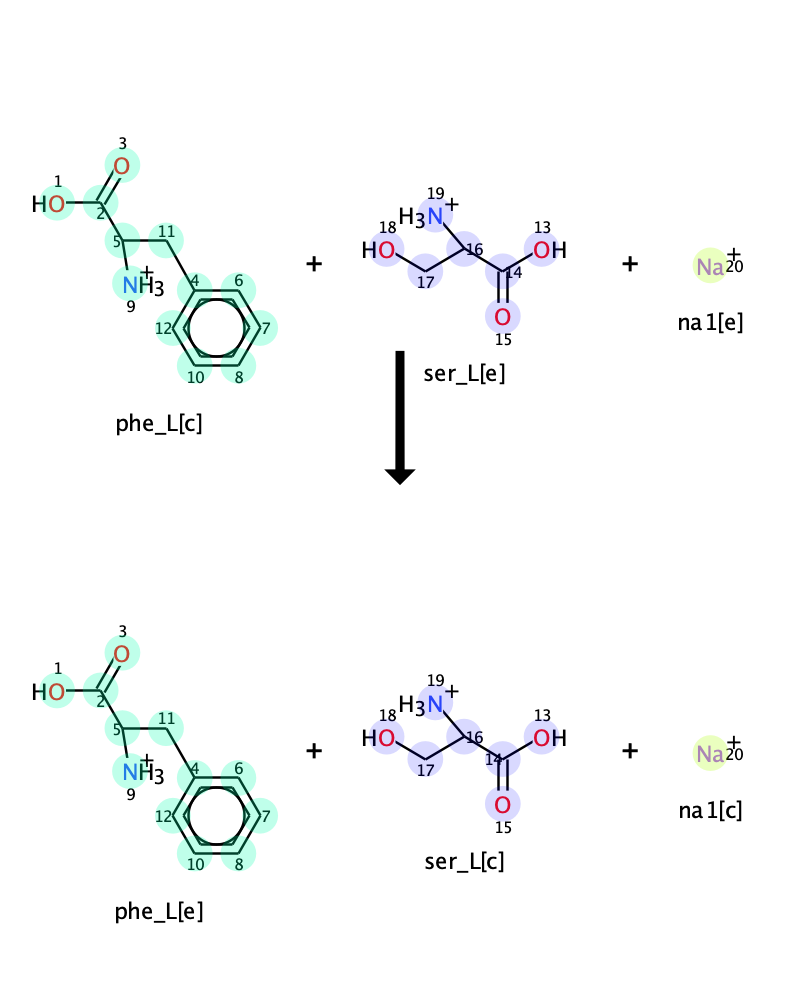 3
1
HO
O
2
5
11
+
NH3
9
4
6
12
7
10
8
phe_L[c]
+
19
H3N+
18
HO
13
OH
16
17
14
O
15
ser_L[e]
+
Na+
20
na1[e]
3
1
HO
O
2
5
11
+
NH3
9
4
6
12
7
10
8
phe_L[e]
+
19
H3N+
18
HO
13
OH
16
17
14
O
15
ser_L[c]
+
Na+
20
na1[c]